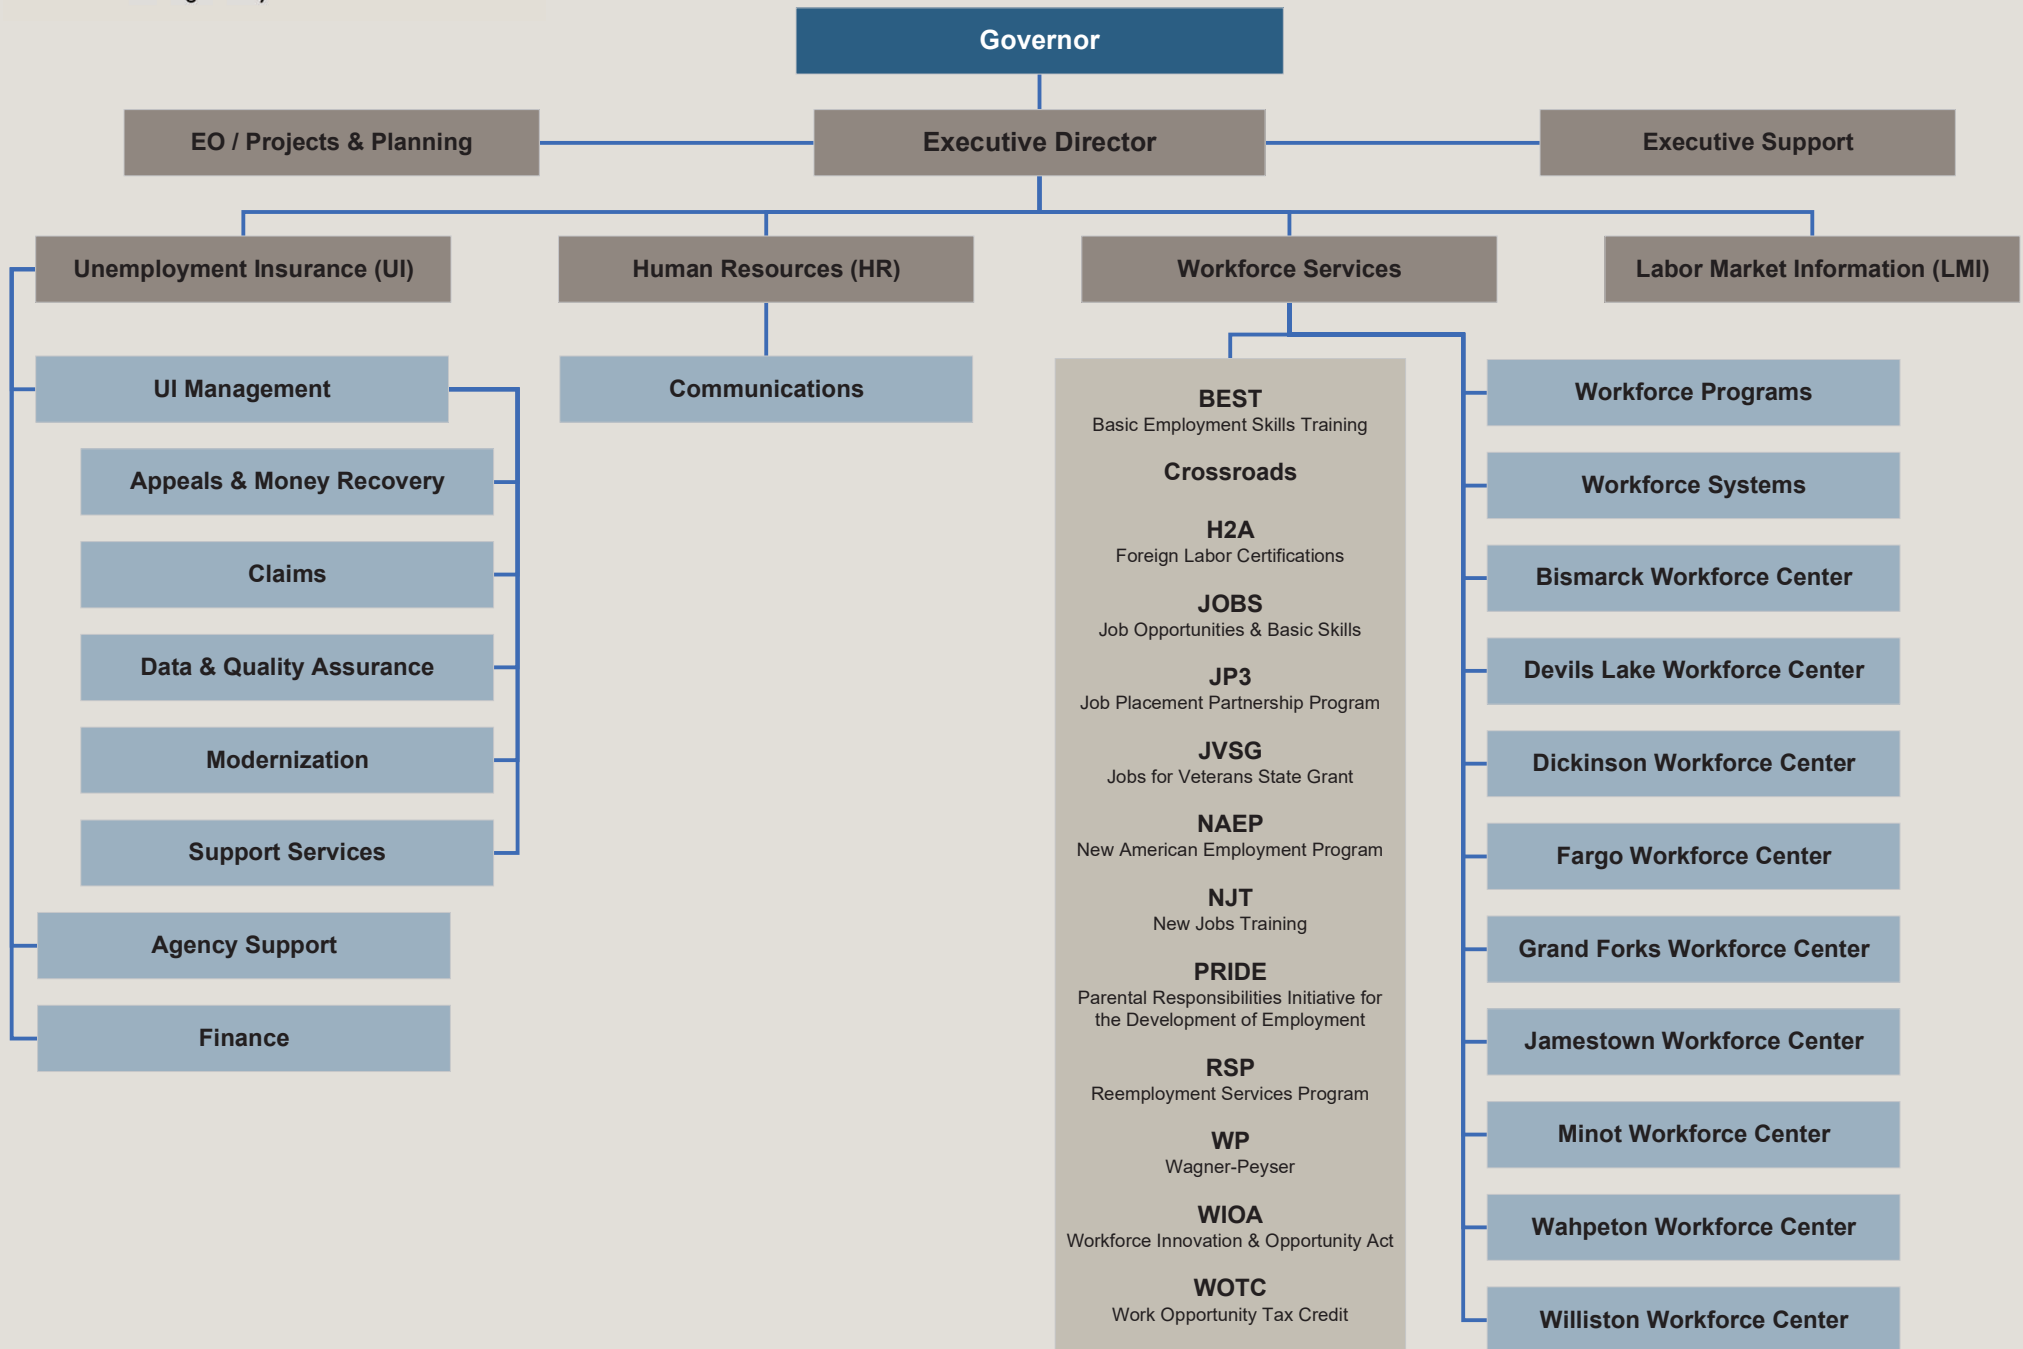 Governor
EO / Projects & Planning
Executive Director
Executive Support
Unemployment Insurance (UI)
Human Resources (HR)
Workforce Services
Labor Market Information (LMI)
UI Management
Appeals & Money Recovery
Claims
Data & Quality Assurance
Modernization
Support Services
Agency Support
Finance
Communications
BEST
Basic Employment Skills Training
Crossroads
H2A
Foreign Labor Certifications
JOBS
Job Opportunities & Basic Skills
JP3
Job Placement Partnership Program
JVSG
Jobs for Veterans State Grant
NAEP
New American Employment Program
NJT
New Jobs Training
PRIDE
Parental Responsibilities Initiative for
the Development of Employment
RSP
Reemployment Services Program
WP
Wagner-Peyser
WIOA
Workforce Innovation & Opportunity Act
WOTC
Work Opportunity Tax Credit
Workforce Programs
Workforce Systems
Bismarck Workforce Center
Devils Lake Workforce Center
Dickinson Workforce Center
Fargo Workforce Center
Grand Forks Workforce Center
Jamestown Workforce Center
Minot Workforce Center
Wahpeton Workforce Center
Williston Workforce Center